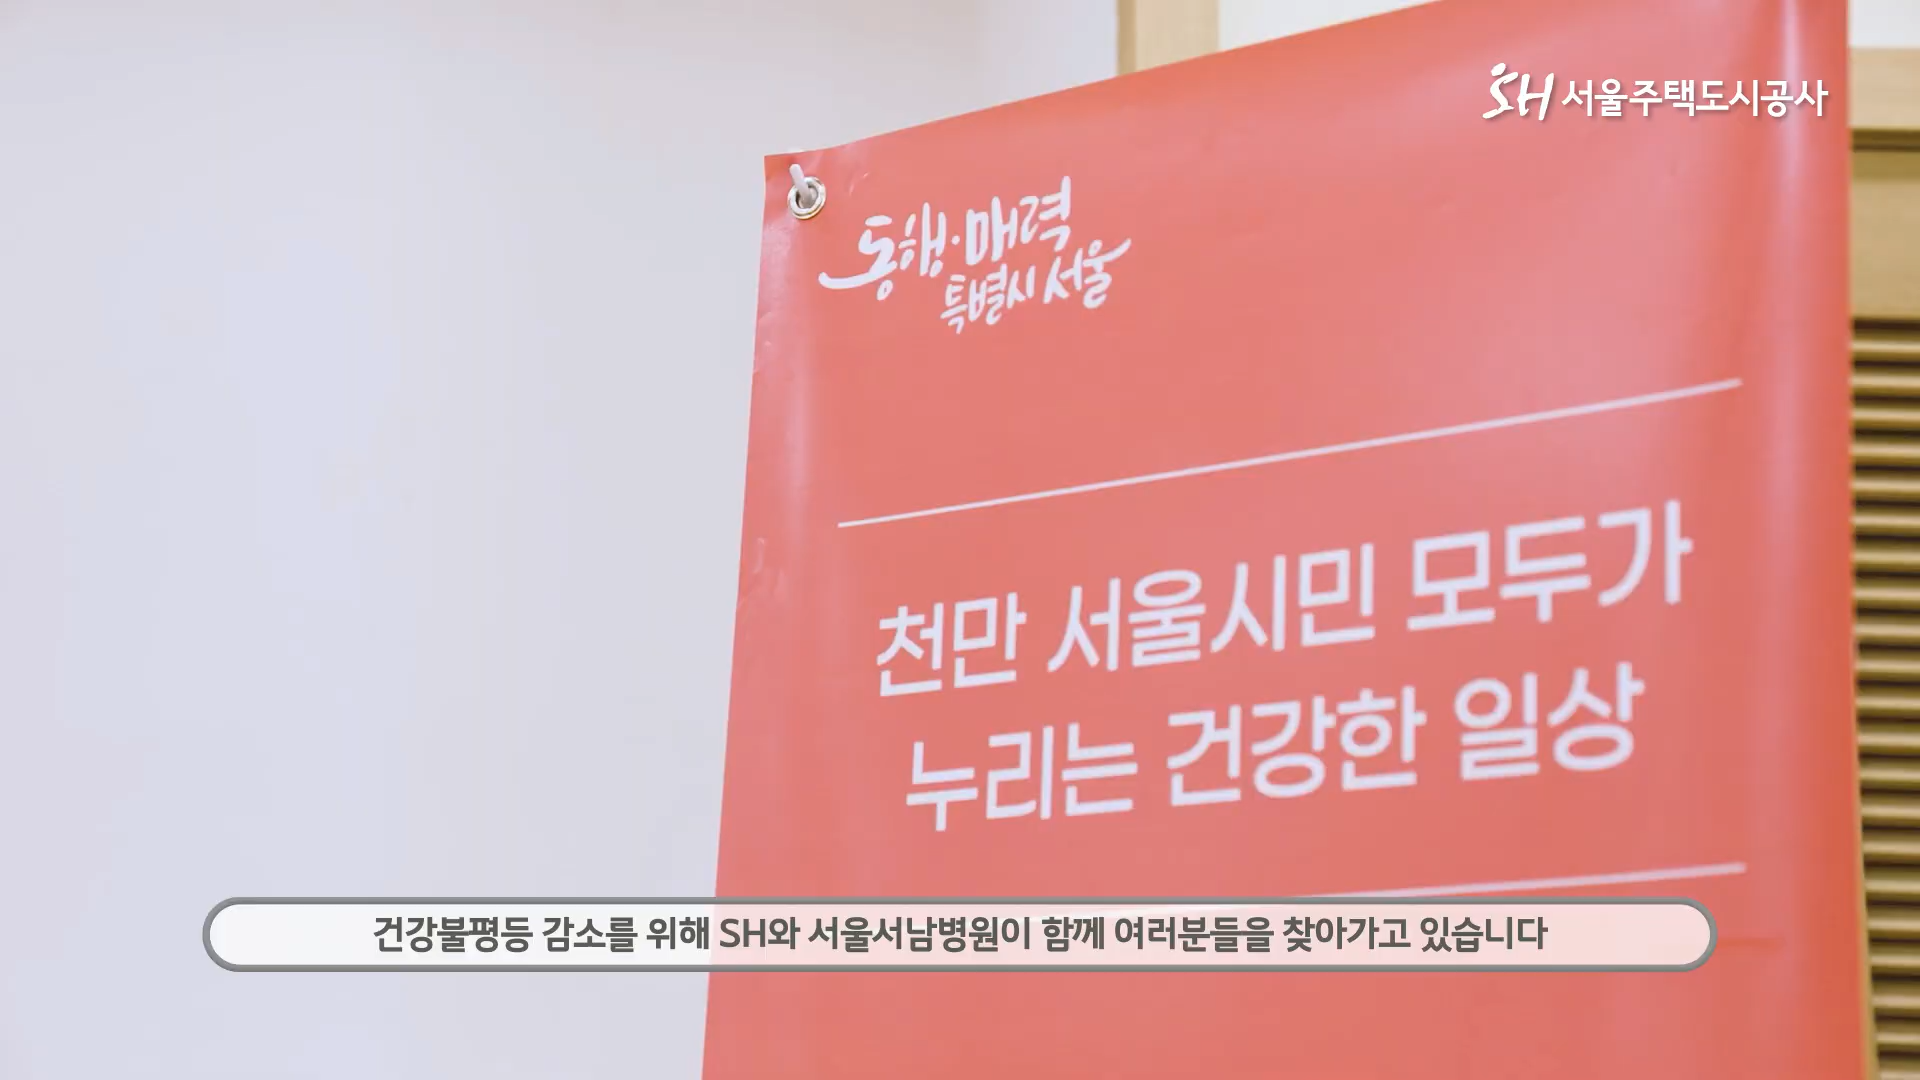 SH 서울주택도시공사
동행·매력
특별시 서울
천만 서울시민 모두가
누리는 건강한 일상
건강불평등 감소를 위해 SH와 서울서남병원이 함께 여러분들을 찾아가고 있습니다